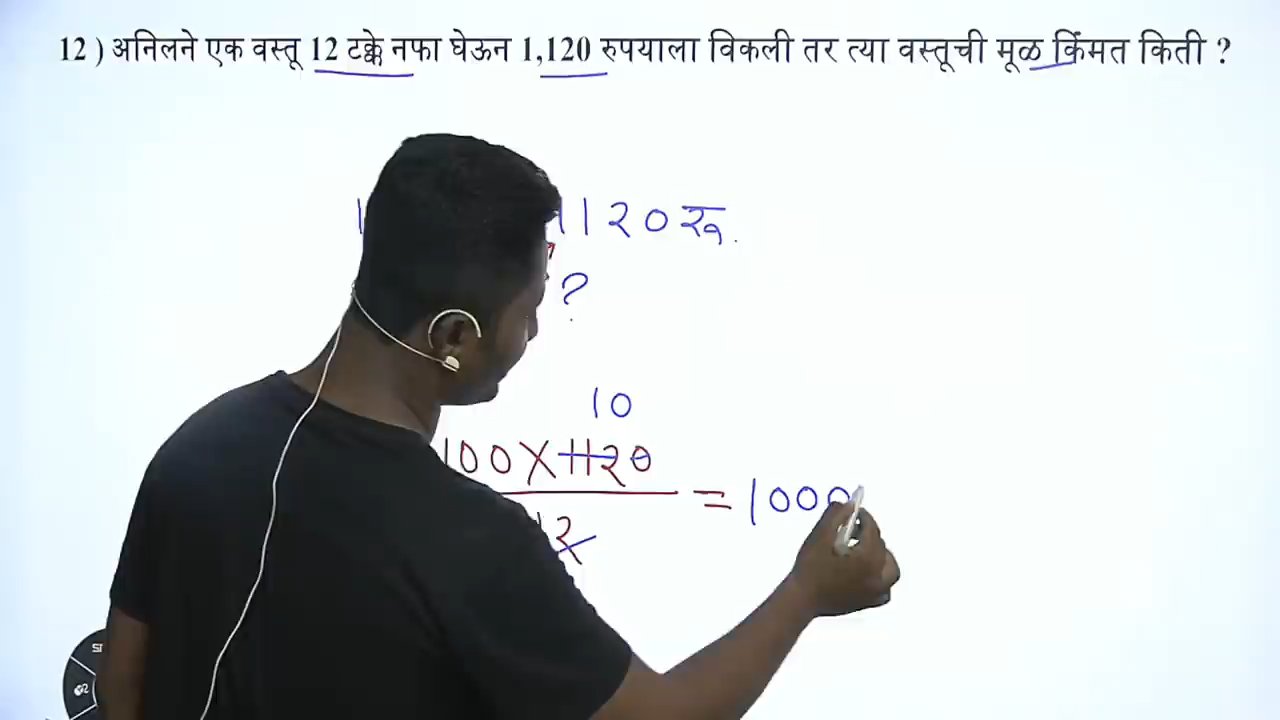 12 ) अनिलने एक वस्तू 12 टक्के नफा घेऊन 1,120 रुपयाला विकली तर त्या वस्तूची मूळ किंमत किती ?
1120 रू.
?
10
100 X 1120
= 1000
12